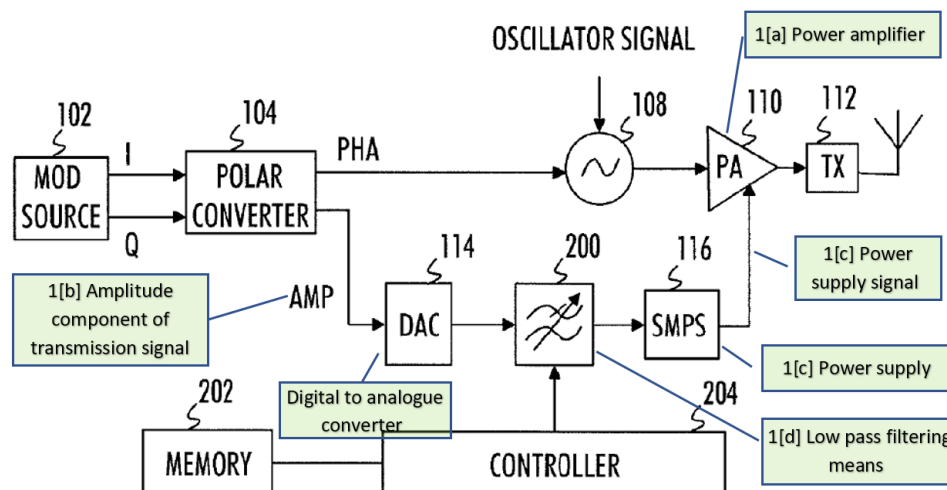 OSCILLATOR SIGNAL
1[a] Power amplifier
102
104
108
110
112
I
PHA
MOD
SOURCE
POLAR
CONVERTER
PA
TX
Q
1[b] Amplitude
component of
transmission signal
AMP
114
200
116
1[c] Power
supply signal
DAC
SMPS
1[c] Power supply
Digital to analogue
converter
202
204
1[d] Low pass filtering
means
MEMORY
CONTROLLER